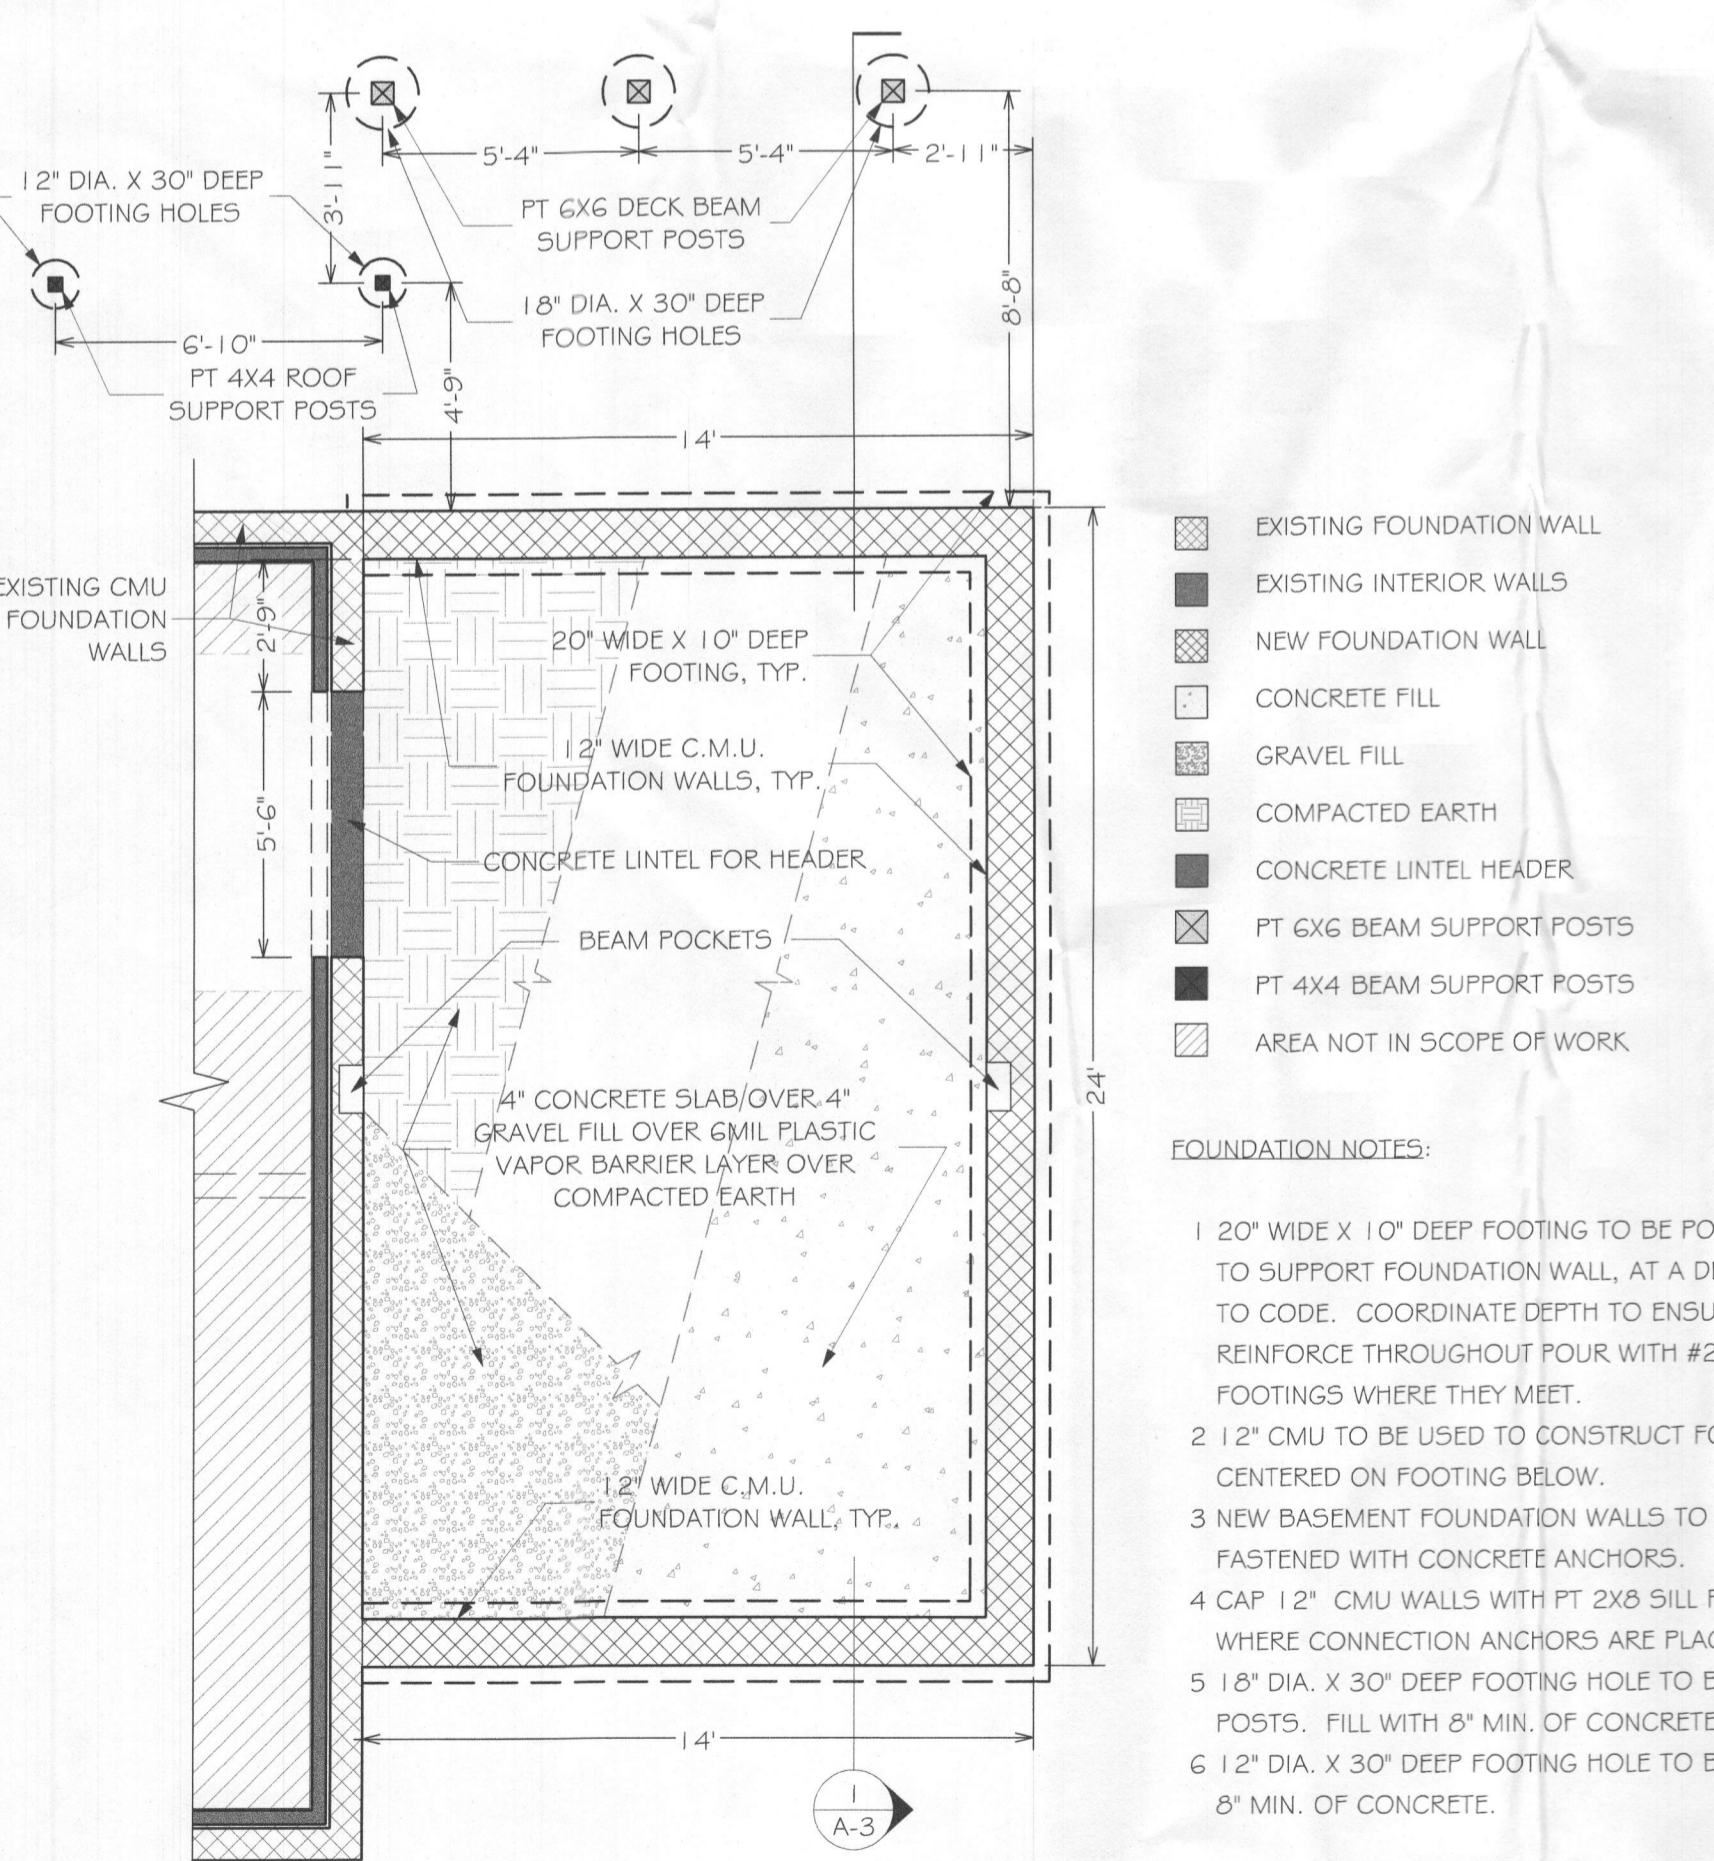 5'-4"
5'-4"
2'-11"
3'-11"
12" DIA. X 30" DEEP
FOOTING HOLES
PT 6X6 DECK BEAM
SUPPORT POSTS
18" DIA. X 30" DEEP
FOOTING HOLES
8'-8"
6'-10"
PT 4X4 ROOF
SUPPORT POSTS
4'-9"
14'
EXISTING CMU
FOUNDATION
WALLS
2'-9"
5'-6"
20" WIDE X 10" DEEP
FOOTING, TYP.
12" WIDE C.M.U.
FOUNDATION WALLS, TYP.
CONCRETE LINTEL FOR HEADER
BEAM POCKETS
4" CONCRETE SLAB OVER 4"
GRAVEL FILL OVER 6MIL PLASTIC
VAPOR BARRIER LAYER OVER
COMPACTED EARTH
12" WIDE C.M.U.
FOUNDATION WALL, TYP.
24'
14'
1
A-3
EXISTING FOUNDATION WALL
EXISTING INTERIOR WALLS
NEW FOUNDATION WALL
CONCRETE FILL
GRAVEL FILL
COMPACTED EARTH
CONCRETE LINTEL HEADER
PT 6X6 BEAM SUPPORT POSTS
PT 4X4 BEAM SUPPORT POSTS
AREA NOT IN SCOPE OF WORK
FOUNDATION NOTES:
1 20" WIDE X 10" DEEP FOOTING TO BE
TO SUPPORT FOUNDATION WALL, AT A
TO CODE. COORDINATE DEPTH TO
REINFORCE THROUGHOUT POUR WITH #2
FOOTINGS WHERE THEY MEET.
2 12" CMU TO BE USED TO CONSTRUCT
CENTERED ON FOOTING BELOW.
3 NEW BASEMENT FOUNDATION WALLS TO
FASTENED WITH CONCRETE ANCHORS.
4 CAP 12" CMU WALLS WITH PT 2X8 SILL
WHERE CONNECTION ANCHORS ARE
5 18" DIA. X 30" DEEP FOOTING HOLE TO
POSTS. FILL WITH 8" MIN. OF CONCRETE
6 12" DIA. X 30" DEEP FOOTING HOLE TO
8" MIN. OF CONCRETE.